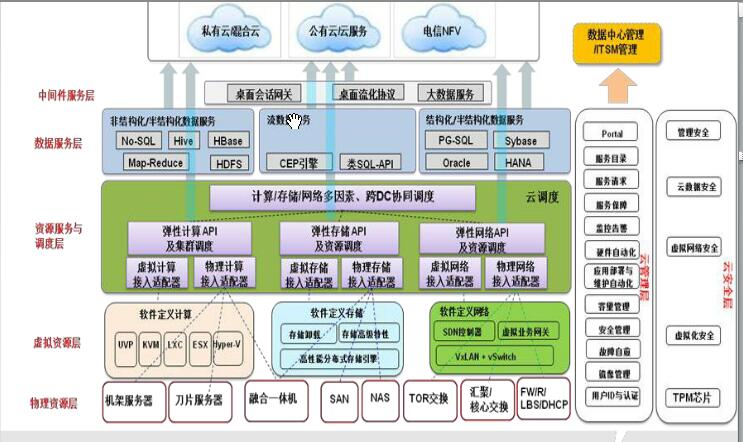 私有云/混合云
公有云/云服务
电信NFV
数据中心管理
/ITSM管理
中间件服务层
桌面会话网关
桌面流化协议
大数据服务
数据服务层
非结构化/半结构化数据服务
No-SQL
Hive
HBase
Map-Reduce
HDFS
CEP引擎
类SQL-API
结构化/半结构化数据服务
PG-SQL
Sybase
Oracle
HANA
资源服务与
调度层
计算/存储/网络多因素、跨DC协同调度
云调度
弹性计算API
及集群调度
弹性存储API
及资源调度
弹性网络API
及资源调度
虚拟计算
接入适配器
物理计算
接入适配器
虚拟存储
接入适配器
物理存储
接入适配器
虚拟网络
接入适配器
物理网络
接入适配器
虚拟资源层
软件定义计算
UVP
KVM
LXC
ESX
Hyper-V
软件定义存储
存储卸载
存储高级特性
高性能分布式存储引擎
软件定义网络
SDN控制器
虚拟业务网关
VxLAN + vSwitch
物理资源层
机架服务器
刀片服务器
融合一体机
SAN
NAS
TOR交换
汇聚/
核心交换
FW/R/
LBS/DHCP
Portal
服务目录
服务请求
服务保障
监控告警
硬件自动化
应用部署与
维护自动化
容量管理
安全管理
故障自愈
镜像管理
用户ID与认证
云管理层
管理安全
云数据安全
虚拟网络安全
虚拟化安全
TPM芯片
云安全层